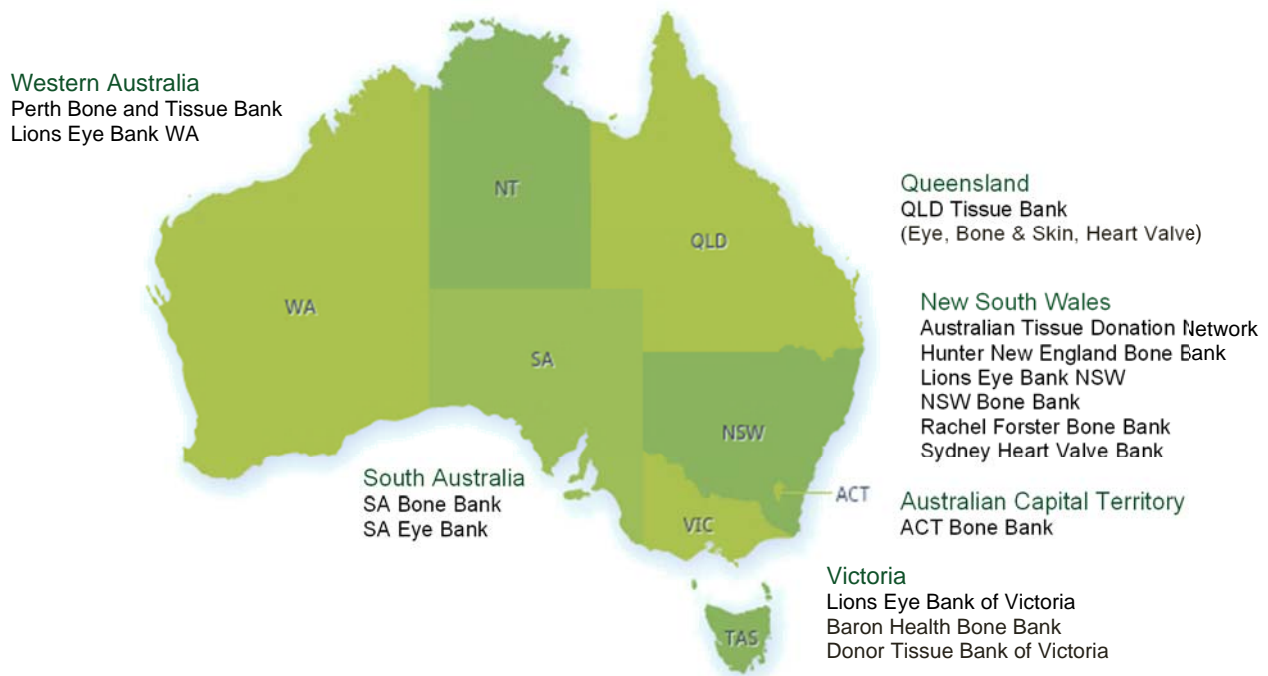 Western Australia
Perth Bone and Tissue Bank
Lions Eye Bank WA
NT
QLD
WA
SA
NSW
ACT
VIC
TAS
Queensland
QLD Tissue Bank
(Eye, Bone & Skin, Heart Valve)
New South Wales
Australian Tissue Donation Network
Hunter New England Bone Bank
Lions Eye Bank NSW
NSW Bone Bank
Rachel Forster Bone Bank
Sydney Heart Valve Bank
South Australia
SA Bone Bank
SA Eye Bank
Australian Capital Territory
ACT Bone Bank
Victoria
Lions Eye Bank of Victoria
Baron Health Bone Bank
Donor Tissue Bank of Victoria